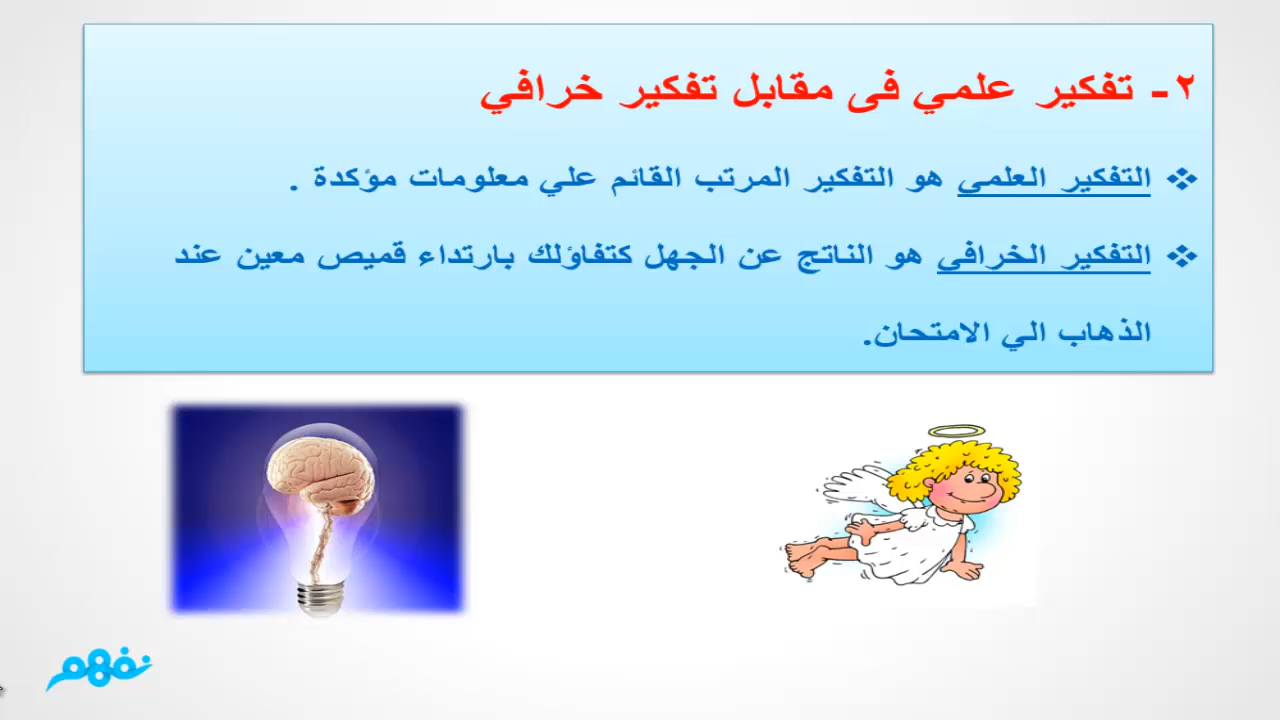 ٢- تفكير علمي فى مقابل تفكير خرافي
التفكير العلمي هو التفكير المرتب القائم علي معلومات مؤكدة .
التفكير الخرافي هو الناتج عن الجهل كتفاؤلك بارتداء قميص معين عند
الذهاب الي الامتحان.
نفهم